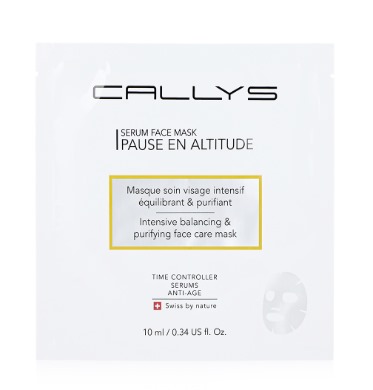 CALLYS
SERUM FACE MASK
PAUSE EN ALTITUDE
Masque soin visage intensif
équilibrant & purifiant
Intensive balancing &
purifying face care mask
TIME CONTROLLER
SERUMS
ANTI-AGE
Swiss by nature
10 ml / 0.34 US fl. Oz.